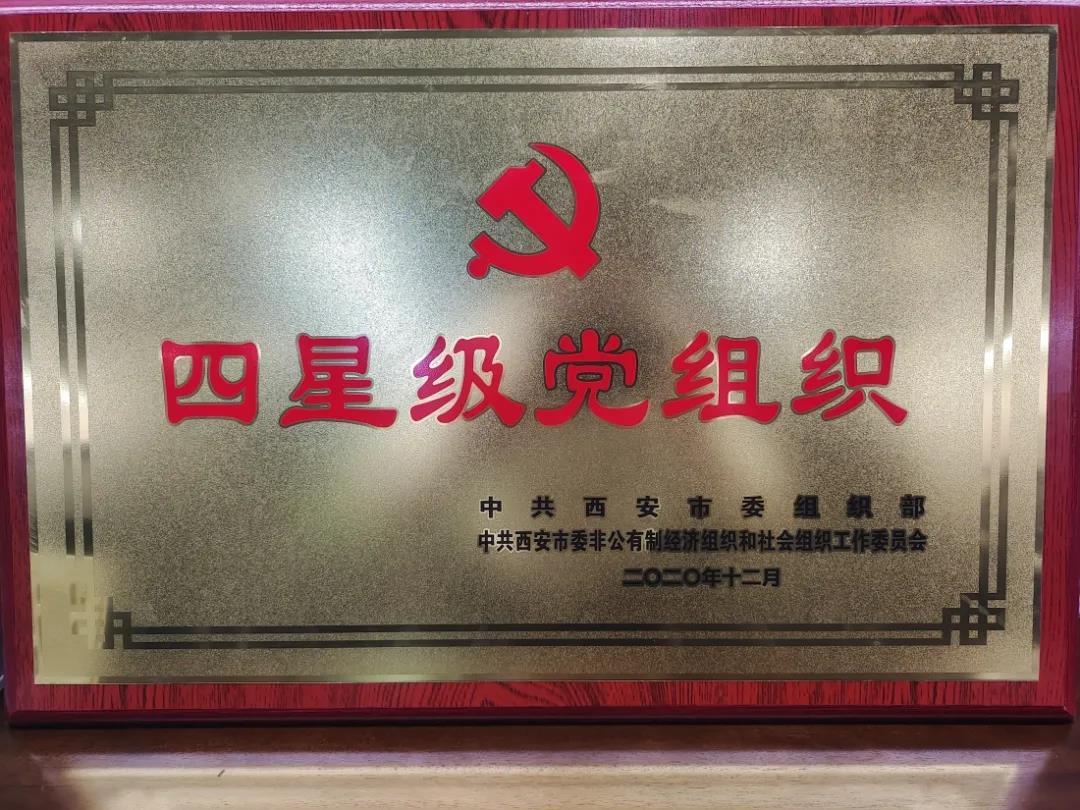 四星级党组织
中共西安市委组织部
中共西安市委非公有制经济组织和社会组织工作委员会
二〇二〇年十二月